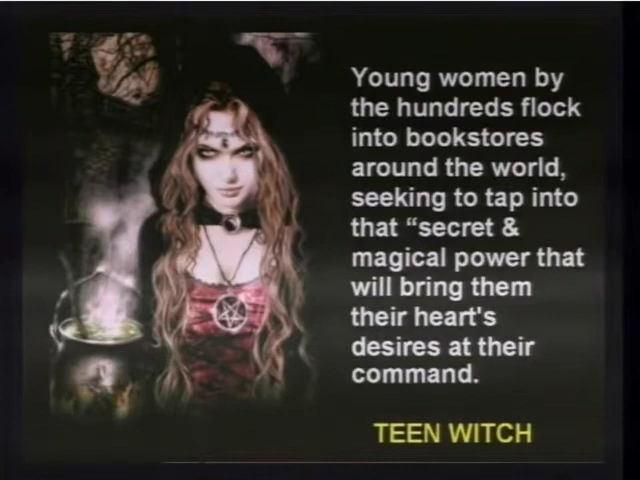 Young women by
the hundreds flock
into bookstores
around the world,
seeking to tap into
that “secret &
magical power that
will bring them
their heart's
desires at their
command.
TEEN WITCH